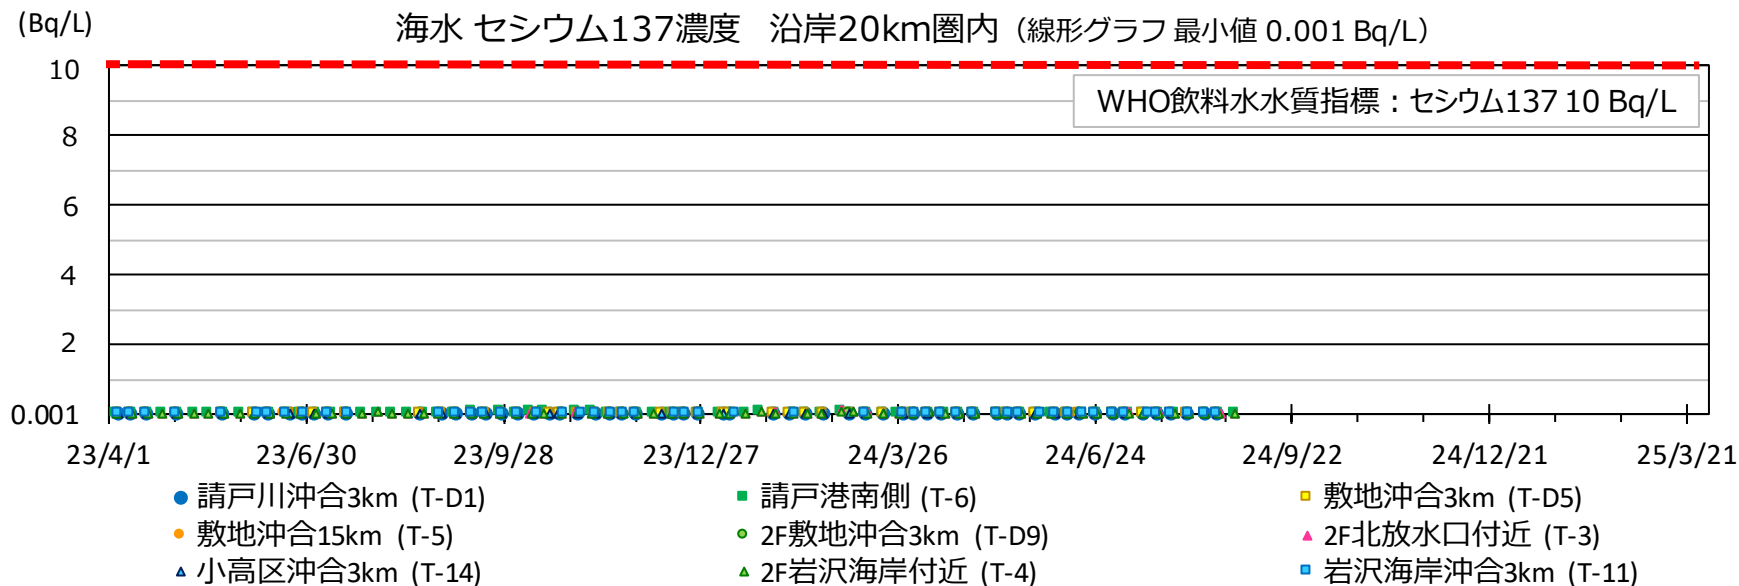 (Bq/L)
海水 セシウム137濃度 沿岸20km圏内（線形グラフ 最小値 0.001 Bq/L）
10
WHO飲料水水質指標：セシウム137 10 Bq/L
8
6
4
2
0.001
23/4/1 23/6/30 23/9/28 23/12/27 24/3/26 24/6/24 24/9/22 24/12/21 25/3/21
請戸川沖合3km (T-D1) 請戸港南側 (T-6) 敷地沖合3km (T-D5)
敷地沖合15km (T-5) 2F敷地沖合3km (T-D9) 2F北放水口付近 (T-3)
小高区沖合3km (T-14) 2F岩沢海岸付近 (T-4) 岩沢海岸沖合3km (T-11)